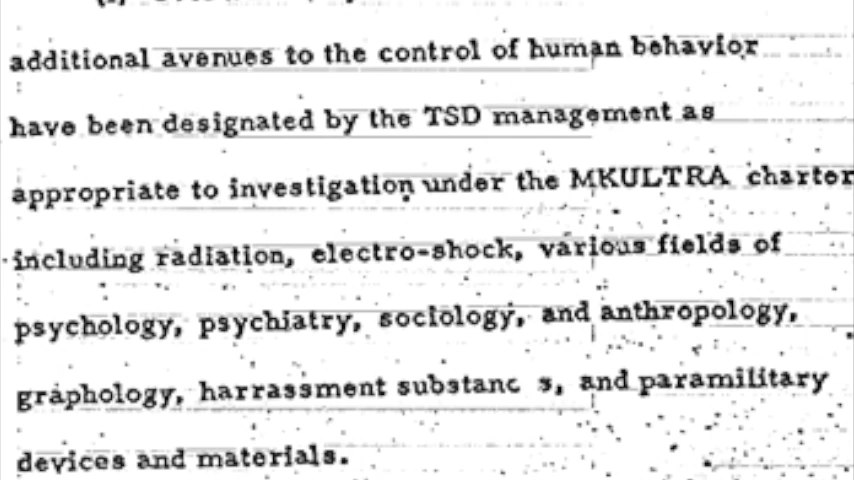 additional avenues to the control of human behavior
have been designated by the TSD management as
appropriate to investigation under the MKULTRA charter
including radiation, electro-shock, various fields of
psychology, psychiatry, sociology, and anthropology,
graphology, harrassment substanc s, and paramilitary
devices and materials.